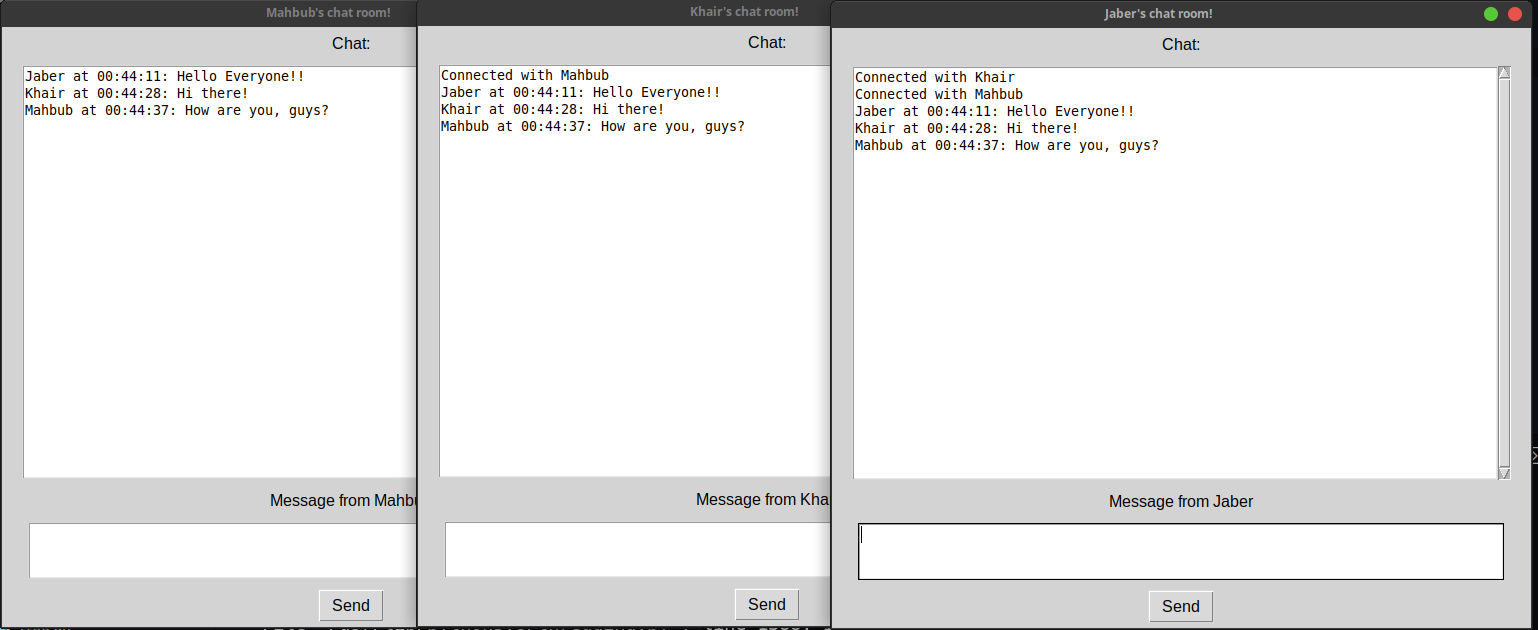 Mahbub's chat room!
Chat:
Jaber at 00:44:11: Hello Everyone!!
Khair at 00:44:28: Hi there!
Mahbub at 00:44:37: How are you, guys?
Message from Mahbu
Send
Khair's chat room!
Chat:
Connected with Mahbub
Jaber at 00:44:11: Hello Everyone!!
Khair at 00:44:28: Hi there!
Mahbub at 00:44:37: How are you, guys?
Message from Kha
Send
Jaber's chat room!
Chat:
Connected with Khair
Connected with Mahbub
Jaber at 00:44:11: Hello Everyone!!
Khair at 00:44:28: Hi there!
Mahbub at 00:44:37: How are you, guys?
Message from Jaber
Send